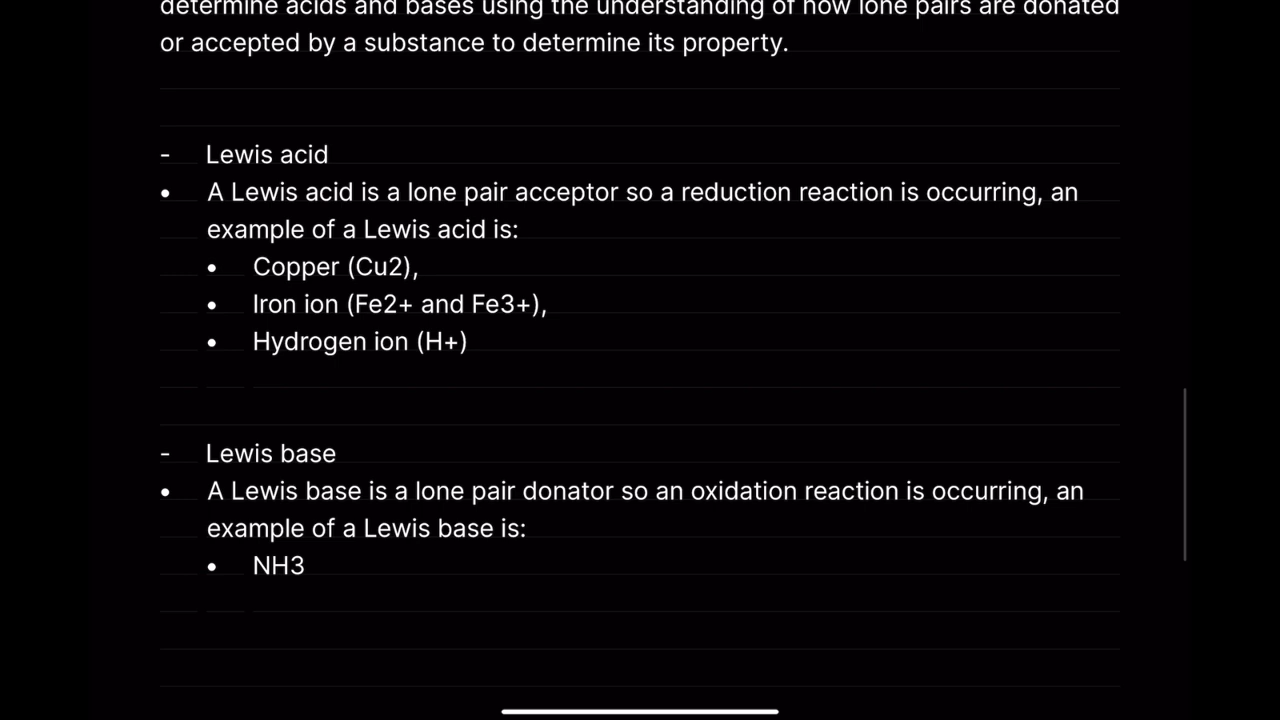 determine acids and bases using the understanding of how lone pairs are donated
or accepted by a substance to determine its property.
- Lewis acid
• A Lewis acid is a lone pair acceptor so a reduction reaction is occurring, an
example of a Lewis acid is:
• Copper (Cu2),
• Iron ion (Fe2+ and Fe3+),
• Hydrogen ion (H+)
- Lewis base
• A Lewis base is a lone pair donator so an oxidation reaction is occurring, an
example of a Lewis base is:
• NH3